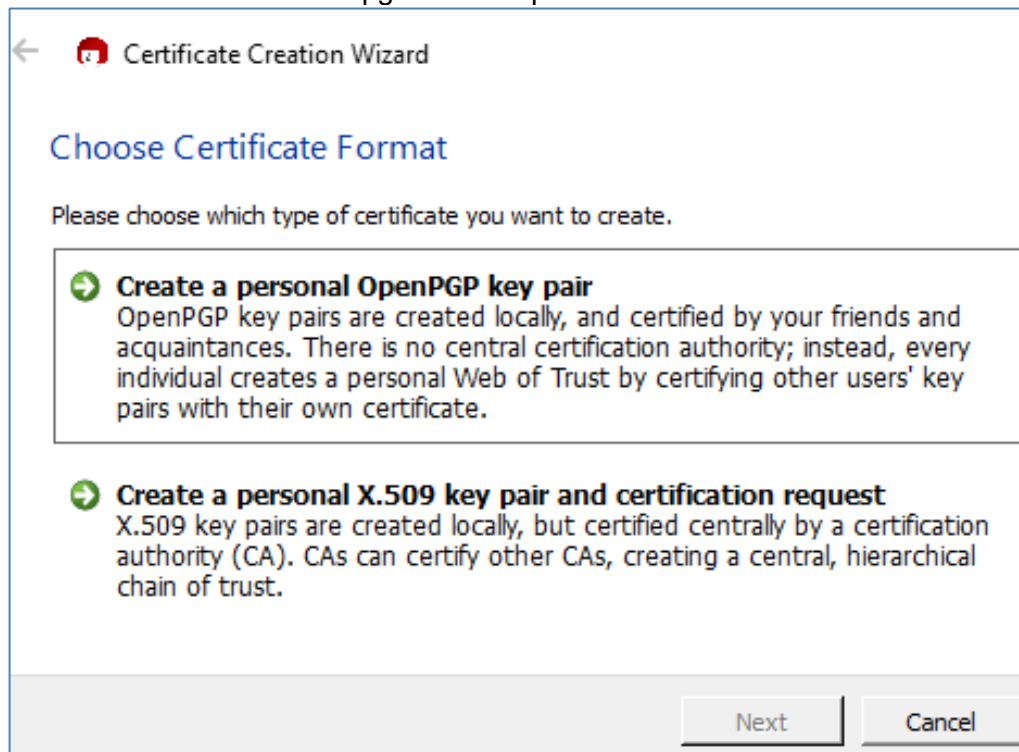 Certificate Creation Wizard
Choose Certificate Format
Please choose which type of certificate you want to create.
Create a personal OpenPGP key pair
OpenPGP key pairs are created locally, and certified by your friends and
acquaintances. There is no central certification authority; instead, every
individual creates a personal Web of Trust by certifying other users' key
pairs with their own certificate.
Create a personal X.509 key pair and certification request
X.509 key pairs are created locally, but certified centrally by a certification
authority (CA). CAs can certify other CAs, creating a central, hierarchical
chain of trust.
Next Cancel